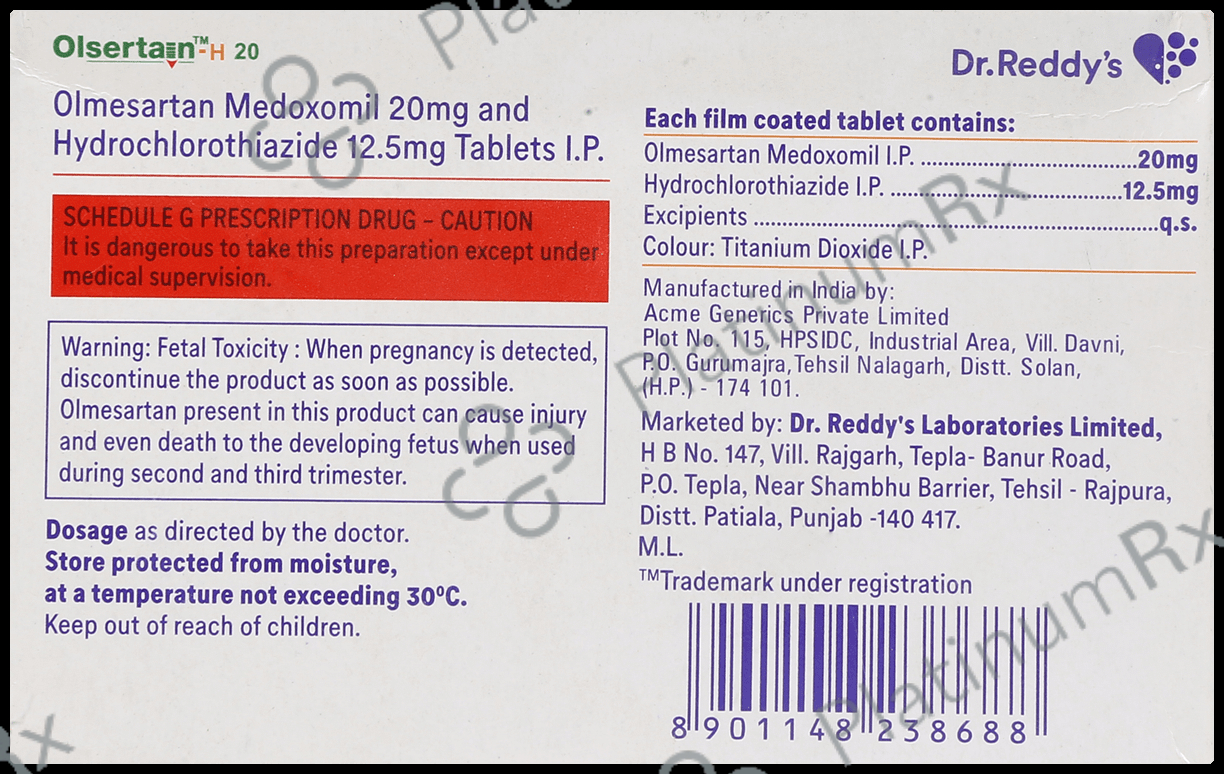 Olsertain™-H 20
Olmesartan Medoxomil 20mg and
Hydrochlorothiazide 12.5mg Tablets I.P.
SCHEDULE G PRESCRIPTION DRUG - CAUTION
It is dangerous to take this preparation except under
medical supervision.
Warning: Fetal Toxicity : When pregnancy is detected,
discontinue the product as soon as possible.
Olmesartan present in this product can cause injury
and even death to the developing fetus when used
during second and third trimester.
Dosage as directed by the doctor.
Store protected from moisture,
at a temperature not exceeding 30⁰C.
Keep out of reach of children.
Dr.Reddy's
Each film coated tablet contains:
Olmesartan Medoxomil I.P. ........................................20mg
Hydrochlorothiazide I.P. ...........................................12.5mg
Excipients ..............................................................................q.s.
Colour: Titanium Dioxide I.P.
Manufactured in India by:
Acme Generics Private Limited
Plot No. 115, HPSIDC, Industrial Area, Vill. Davni,
P.O. Gurumajra, Tehsil Nalagarh, Distt. Solan,
(H.P.) - 174 101.
Marketed by: Dr. Reddy's Laboratories Limited,
H B No. 147, Vill. Rajgarh, Tepla- Banur Road,
P.O. Tepla, Near Shambhu Barrier, Tehsil - Rajpura,
Distt. Patiala, Punjab -140 417.
M.L.
™Trademark under registration
8 901148 238688
PlatinumRx
PlatinumRx
PlatinumRx
Rx